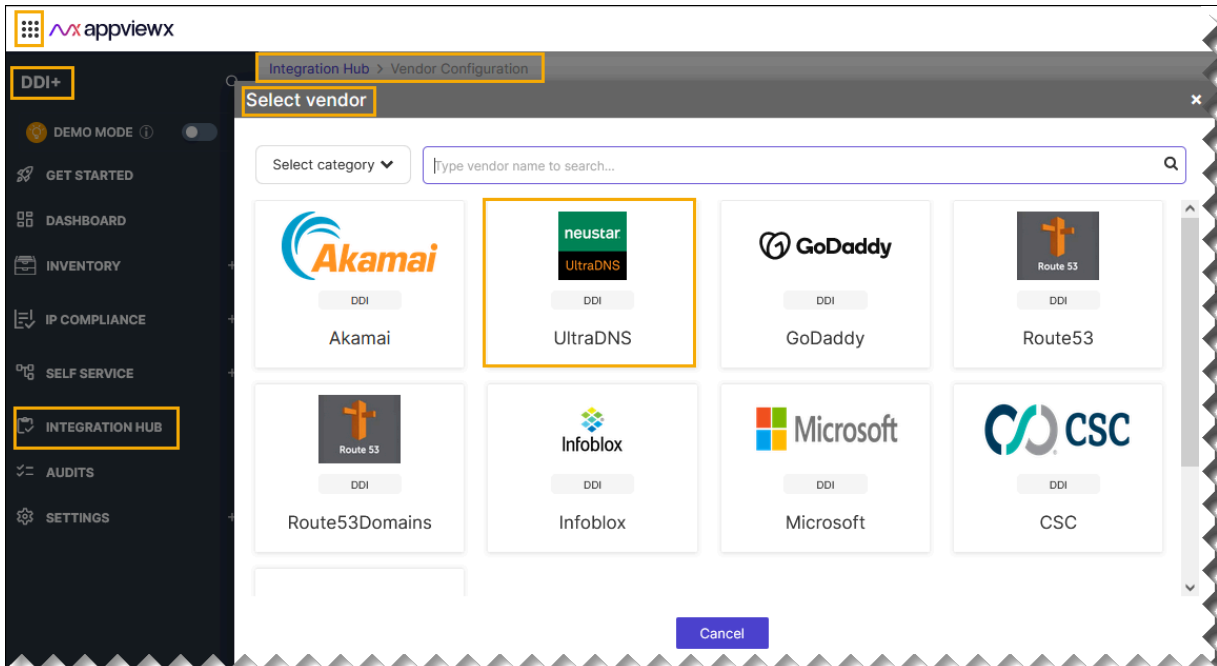 appviewx
DDI+
Integration Hub > Vendor Configuration
Select vendor
DEMO MODE
GET STARTED
DASHBOARD
INVENTORY
IP COMPLIANCE
SELF SERVICE
INTEGRATION HUB
AUDITS
SETTINGS
Select category
Type vendor name to search...
Akamai
DDI
Akamai
neustar
UltraDNS
DDI
UltraDNS
GoDaddy
DDI
GoDaddy
Route 53
DDI
Route53
Route 53
DDI
Route53Domains
Infoblox
DDI
Infoblox
Microsoft
DDI
Microsoft
CSC
DDI
CSC
Cancel